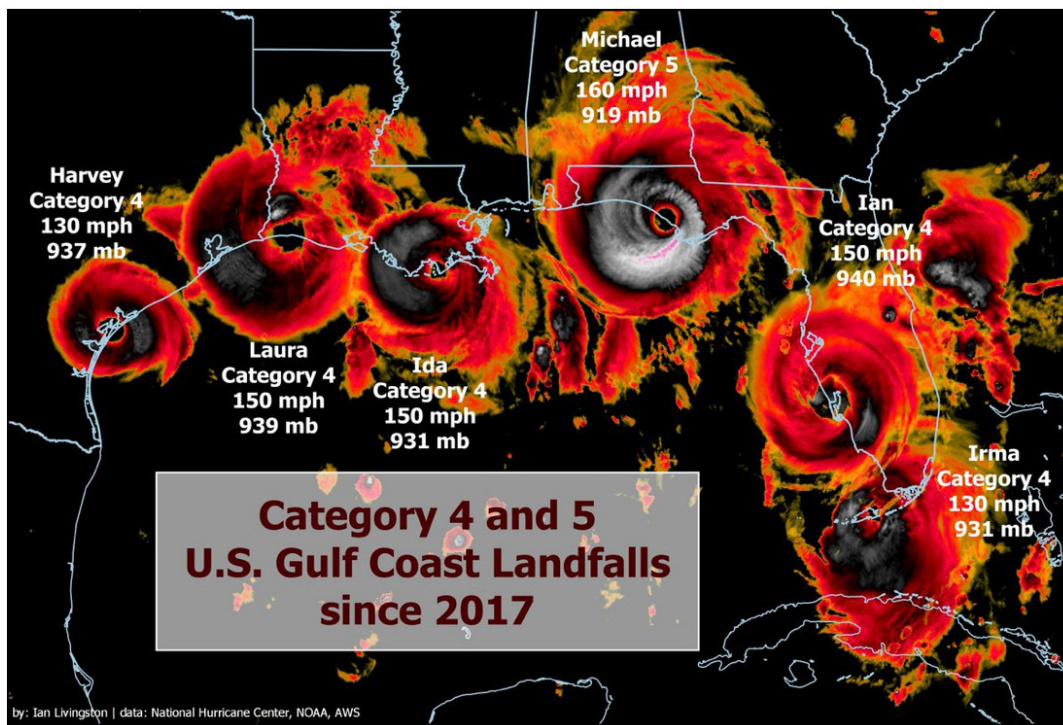 Michael
Category 5
160 mph
919 mb
Harvey
Category 4
130 mph
937 mb
Ian
Category 4
150 mph
940 mb
Laura
Category 4
150 mph
939 mb
Ida
Category 4
150 mph
931 mb
Irma
Category 4
130 mph
931 mb
Category 4 and 5
U.S. Gulf Coast Landfalls
since 2017
by: Ian Livingston | data: National Hurricane Center, NOAA, AWS